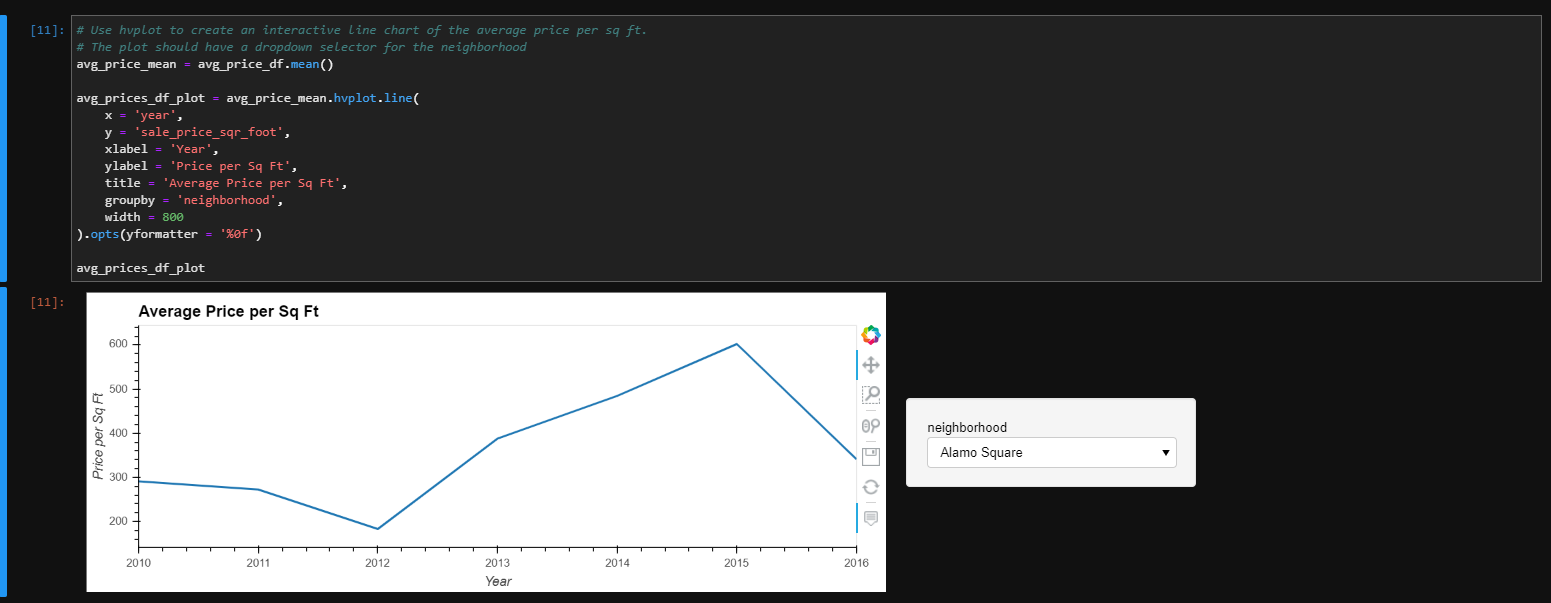 [11]: # Use hvplot to create an interactive line chart of the average price per sq ft.
# The plot should have a dropdown selector for the neighborhood
avg_price_mean = avg_price_df.mean()
avg_prices_df_plot = avg_price_mean.hvplot.line(
x = 'year',
y = 'sale_price_sqr_foot',
xlabel = 'Year',
ylabel = 'Price per Sq Ft',
title = 'Average Price per Sq Ft',
groupby = 'neighborhood',
width = 800
).opts(yformatter = '%0f')
avg_prices_df_plot
[11]:
Average Price per Sq Ft
Price per Sq Ft
600
500
400
300
200
2010 2011 2012 2013 2014 2015 2016
Year
neighborhood
Alamo Square